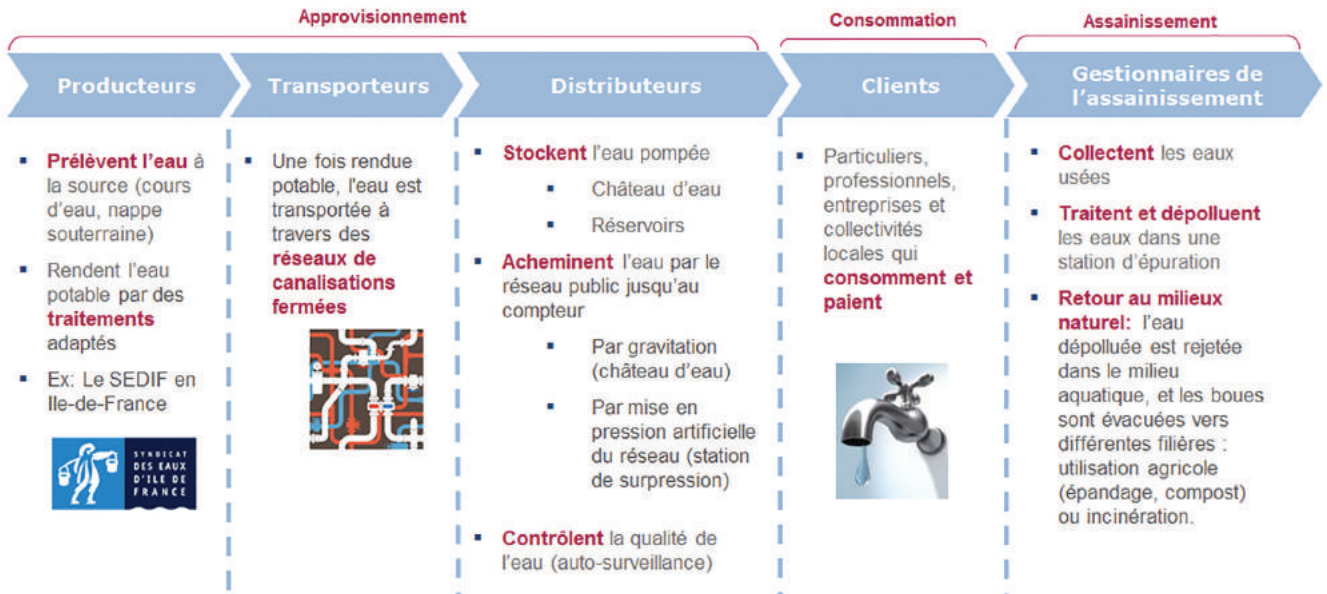 Approvisionnement
Consommation
Assainissement
Producteurs
Transporteurs
Distributeurs
Clients
Gestionnaires de
l'assainissement
▪ Prélèvent l'eau à
la source (cours
d'eau, nappe
souterraine)
▪ Rendent l'eau
potable par des
traitements
adaptés
▪ Ex: Le SEDIF en
Ile-de-France
SYNDICAT
DES EAUX
D'ILE DE
FRANCE
▪ Une fois rendue
potable, l'eau est
transportée à
travers des
réseaux de
canalisations
fermées
▪ Stockent l'eau pompée
▪ Château d'eau
▪ Réservoirs
▪ Acheminent l'eau par le
réseau public jusqu'au
compteur
▪ Par gravitation
(château d'eau)
▪ Par mise en
pression artificielle
du réseau (station
de surpression)
▪ Contrôlent la qualité de
l'eau (auto-surveillance)
▪ Particuliers,
professionnels,
entreprises et
collectivités
locales qui
consomment et
paient
▪ Collectent les eaux
usées
▪ Traitent et dépolluent
les eaux dans une
station d'épuration
▪ Retour au milieux
naturel: l'eau
dépolluée est rejetée
dans le milieu
aquatique, et les boues
sont évacuées vers
différentes filières :
utilisation agricole
(épandage, compost)
ou incinération.